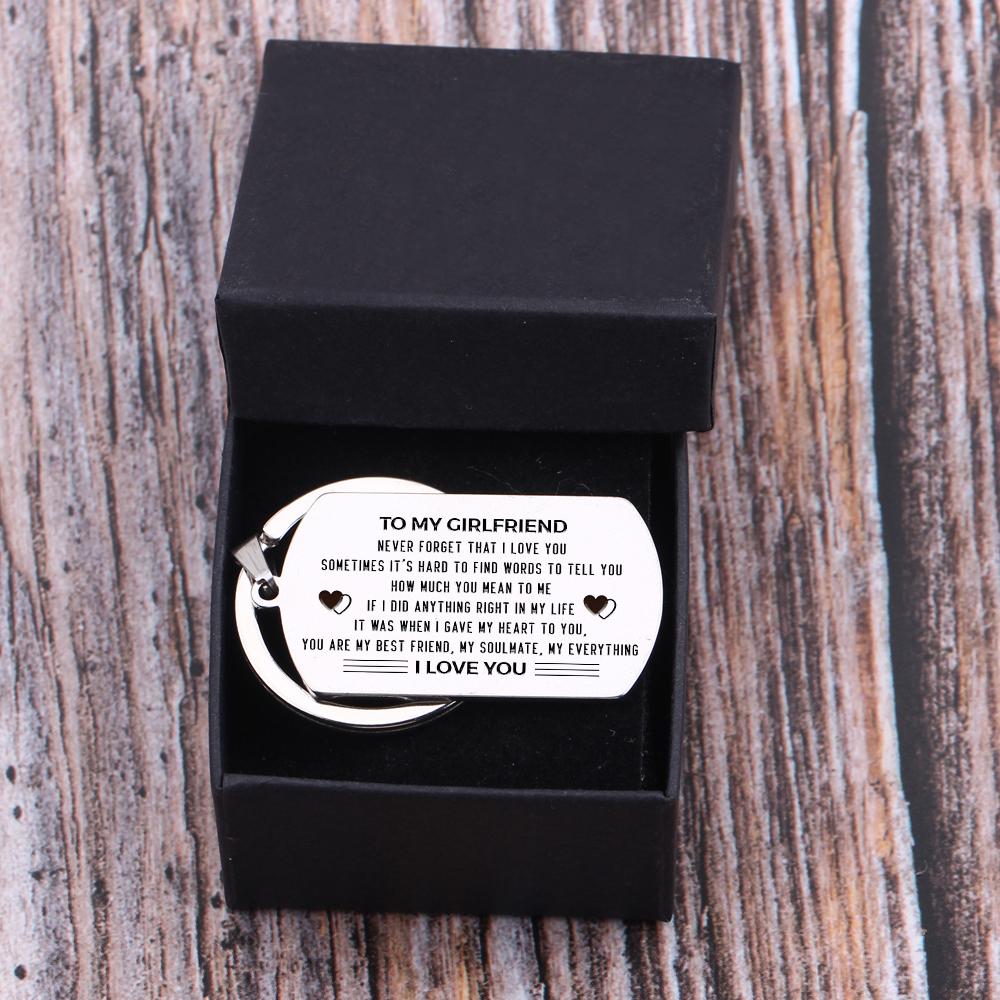 TO MY GIRLFRIEND
NEVER FORGET THAT I LOVE YOU
SOMETIMES IT'S HARD TO FIND WORDS TO TELL YOU
HOW MUCH YOU MEAN TO ME
IF I DID ANYTHING RIGHT IN MY LIFE
IT WAS WHEN I GAVE MY HEART TO YOU,
YOU ARE MY BEST FRIEND, MY SOULMATE, MY EVERYTHING
I LOVE YOU